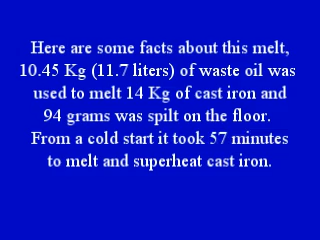 Here are some facts about this melt,
10.45 Kg (11.7 liters) of waste oil was
used to melt 14 Kg of cast iron and
94 grams was spilt on the floor.
From a cold start it took 57 minutes
to melt and superheat cast iron.